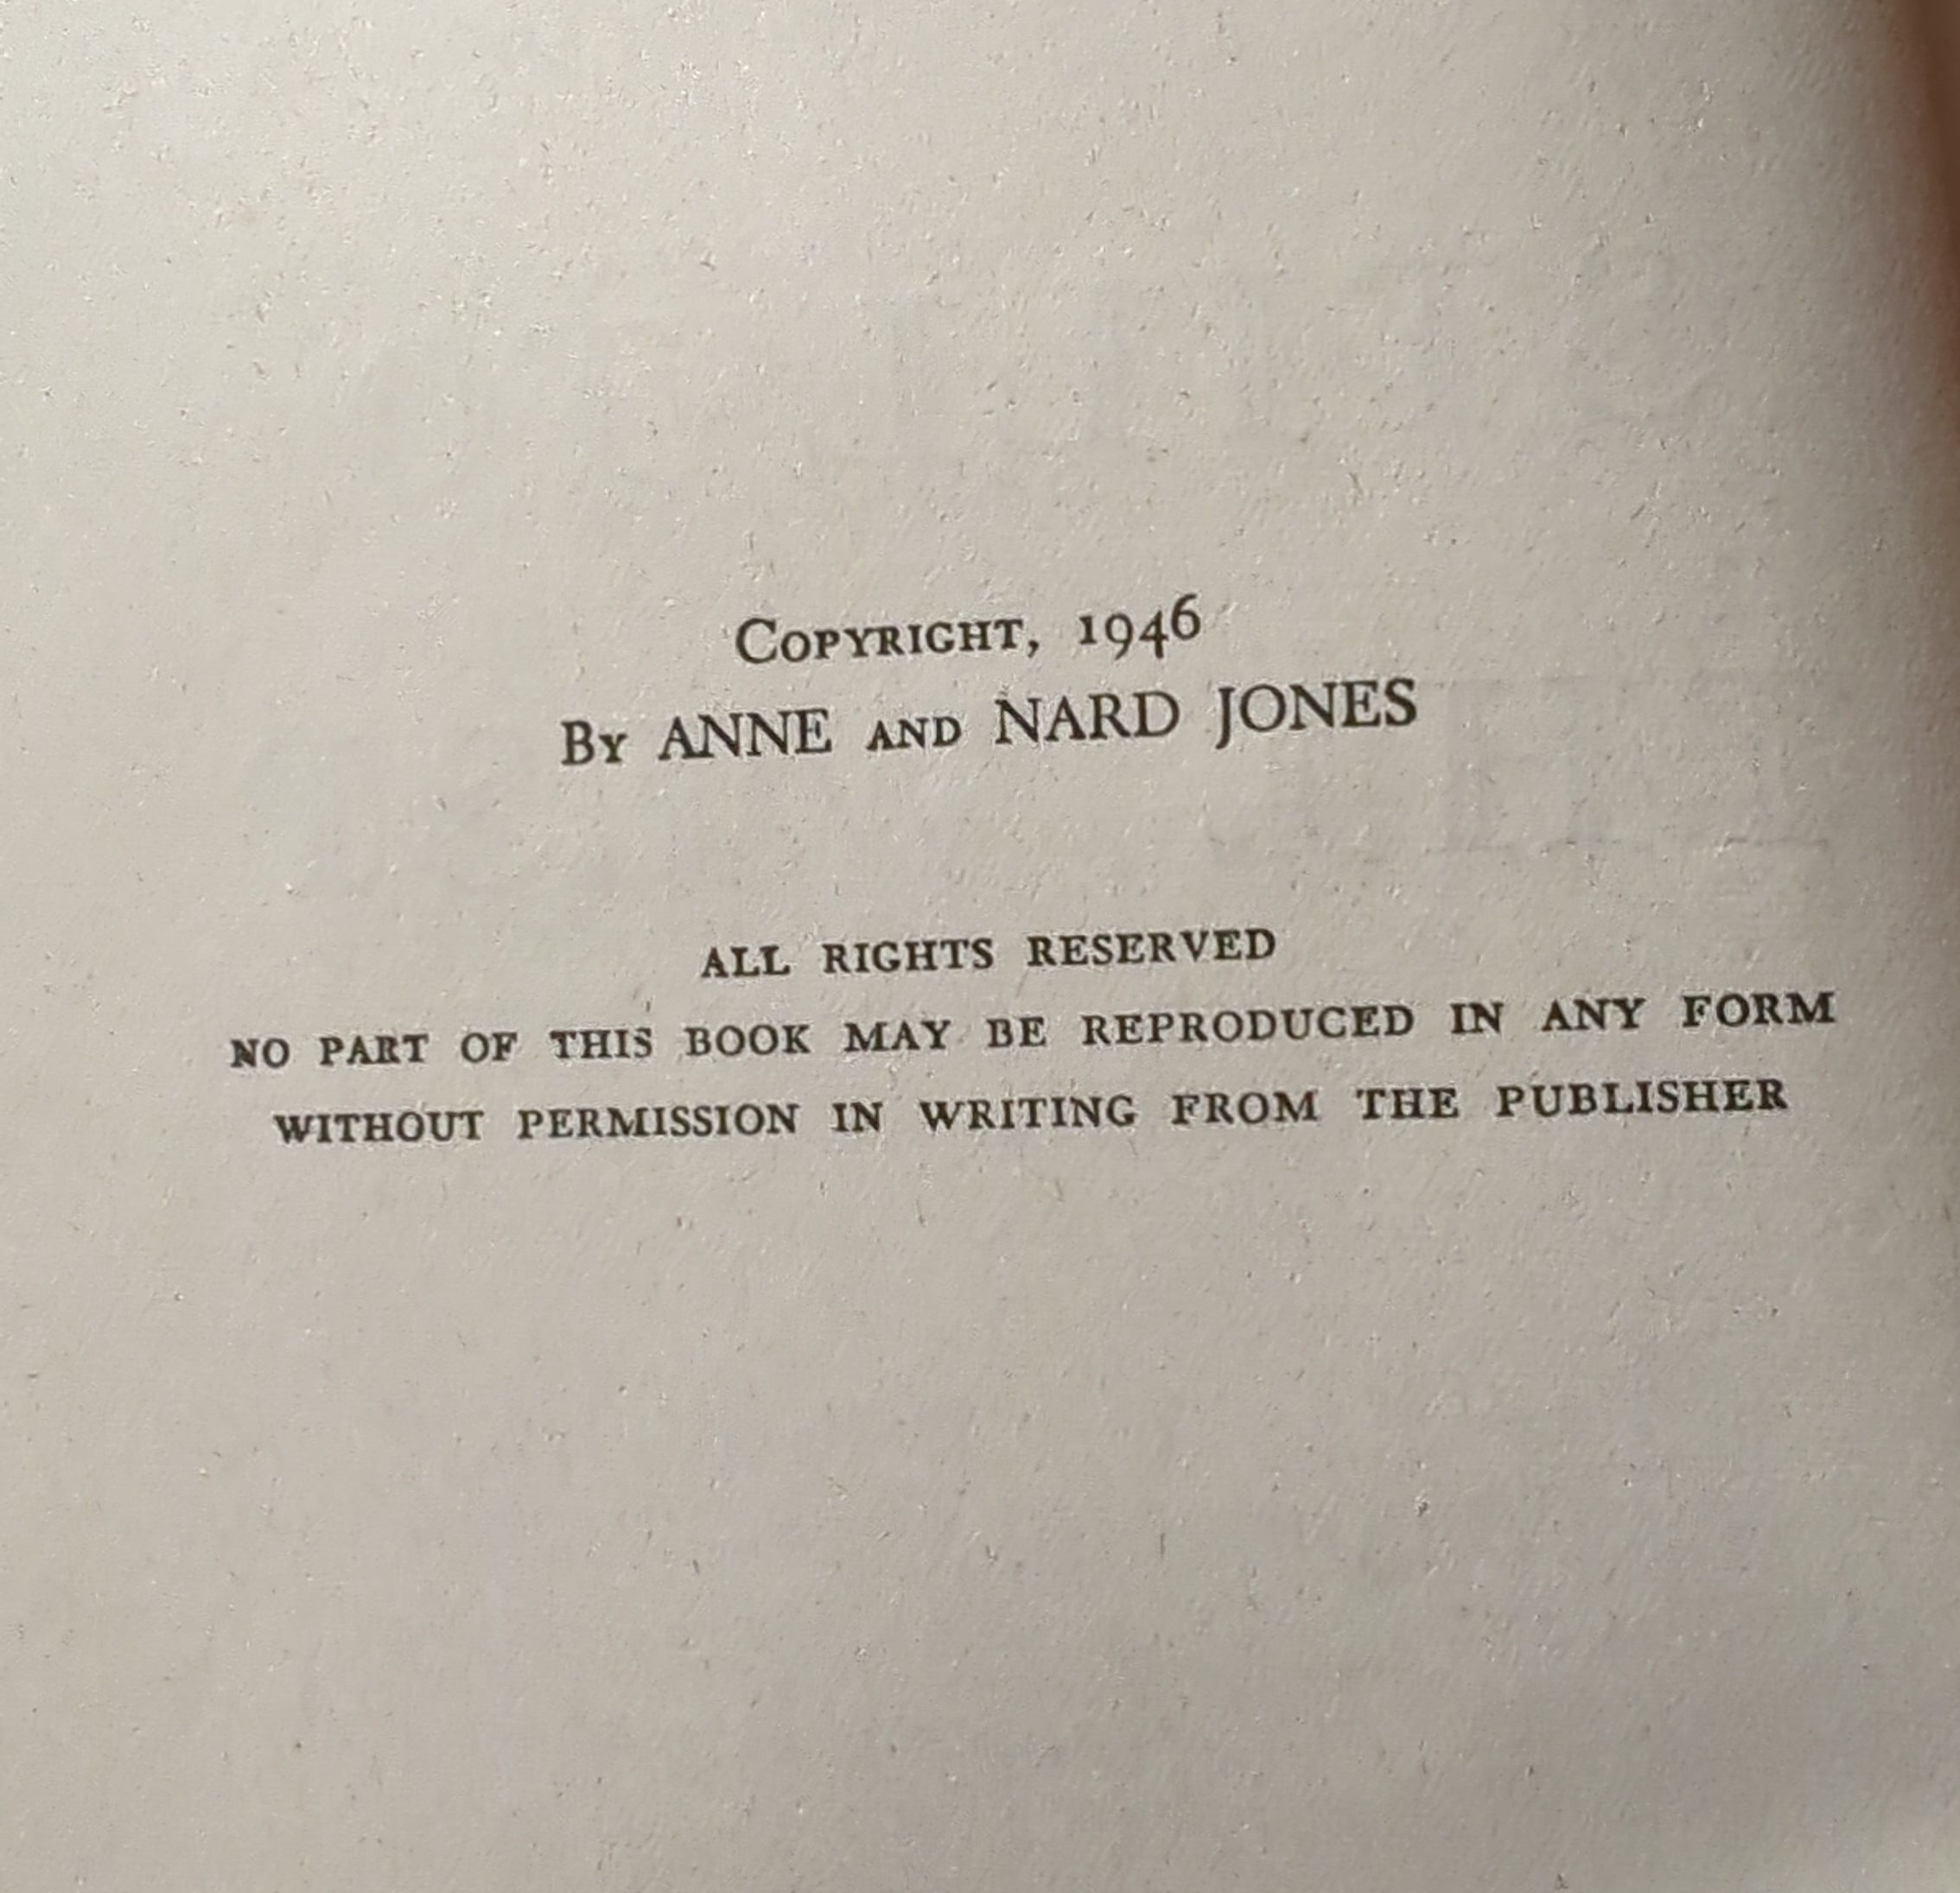 Copyright, 1946
By ANNE AND NARD JONES
ALL RIGHTS RESERVED
NO PART OF THIS BOOK MAY BE REPRODUCED IN ANY FORM
WITHOUT PERMISSION IN WRITING FROM THE PUBLISHER